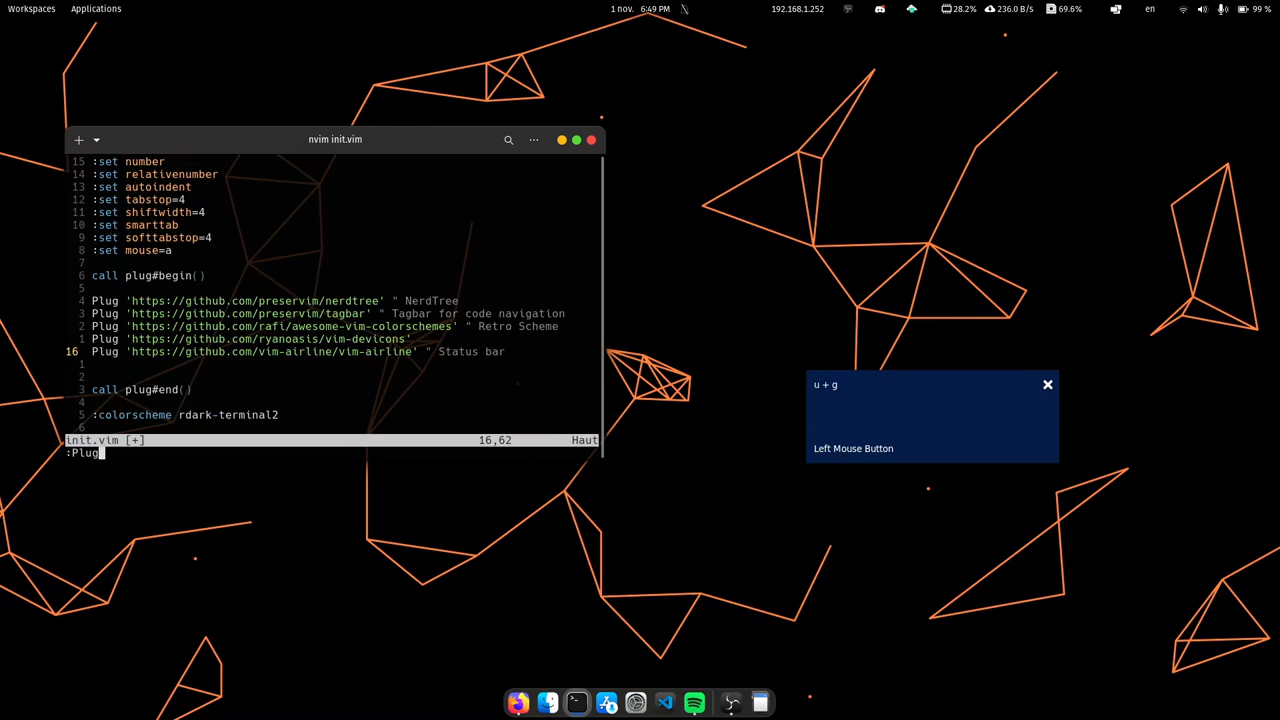 Workspaces Applications 1 nov. 6:49 PM 192.168.1.252 28.2% 236.0 B/s 69.6% en 99 %
nvim init.vim
15 :set number
14 :set relativenumber
13 :set autoindent
12 :set tabstop=4
11 :set shiftwidth=4
10 :set smarttab
9 :set softtabstop=4
8 :set mouse=a
7
6 call plug#begin()
5
4 Plug 'https://github.com/preservim/nerdtree' " NerdTree
3 Plug 'https://github.com/preservim/tagbar' " Tagbar for code navigation
2 Plug 'https://github.com/rafi/awesome-vim-colorschemes' " Retro Scheme
1 Plug 'https://github.com/ryanoasis/vim-devicons'
16 Plug 'https://github.com/vim-airline/vim-airline' " Status bar
1
2
3 call plug#end()
4
5 :colorscheme rdark-terminal2
6
init.vim [+] 16,62 Haut
:Plug
u + g
Left Mouse Button